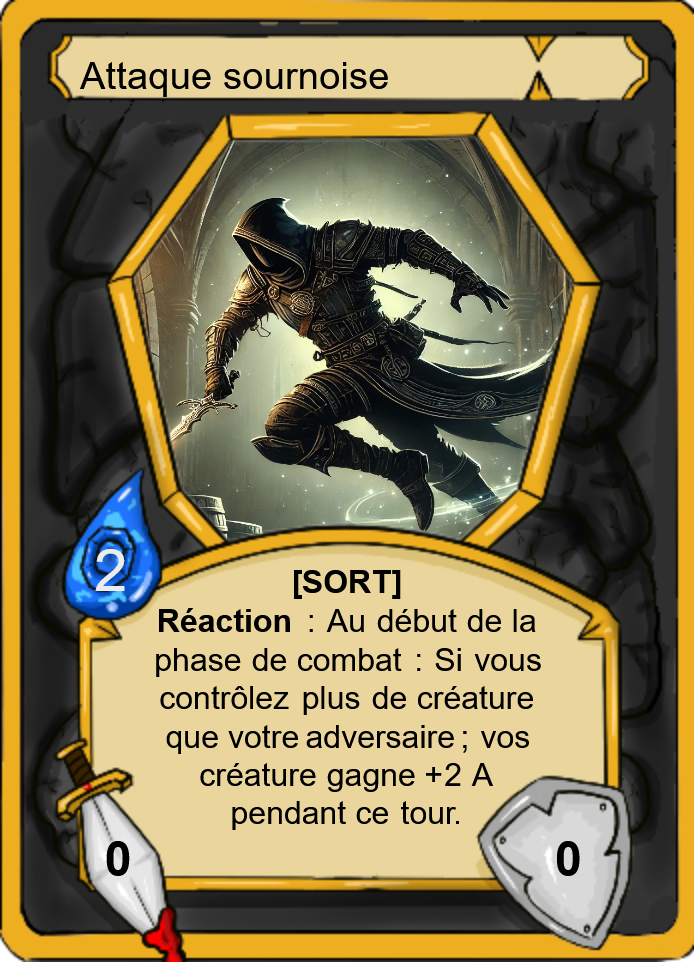 Attaque sournoise
2
[SORT]
Réaction : Au début de la
phase de combat : Si vous
contrôlez plus de créature
que votre adversaire ; vos
créature gagne +2 A
pendant ce tour.
0
0